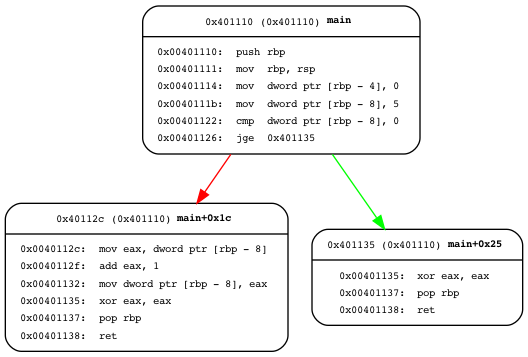 0x401110 (0x401110) main
0x00401110: push rbp
0x00401111: mov rbp, rsp
0x00401114: mov dword ptr [rbp - 4], 0
0x0040111b: mov dword ptr [rbp - 8], 5
0x00401122: cmp dword ptr [rbp - 8], 0
0x00401126: jge 0x401135
0x40112c (0x401110) main+0x1c
0x0040112c: mov eax, dword ptr [rbp - 8]
0x0040112f: add eax, 1
0x00401132: mov dword ptr [rbp - 8], eax
0x00401135: xor eax, eax
0x00401137: pop rbp
0x00401138: ret
0x401135 (0x401110) main+0x25
0x00401135: xor eax, eax
0x00401137: pop rbp
0x00401138: ret